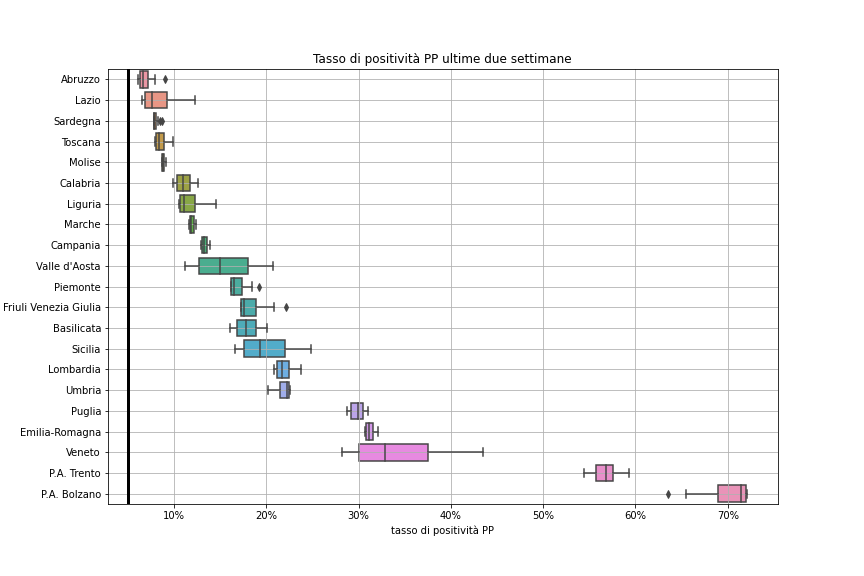 Tasso di positività PP ultime due settimane
Abruzzo
Lazio
Sardegna
Toscana
Molise
Calabria
Liguria
Marche
Campania
Valle d'Aosta
Piemonte
Friuli Venezia Giulia
Basilicata
Sicilia
Lombardia
Umbria
Puglia
Emilia-Romagna
Veneto
P.A. Trento
P.A. Bolzano
10% 20% 30% 40% 50% 60% 70%
tasso di positività PP